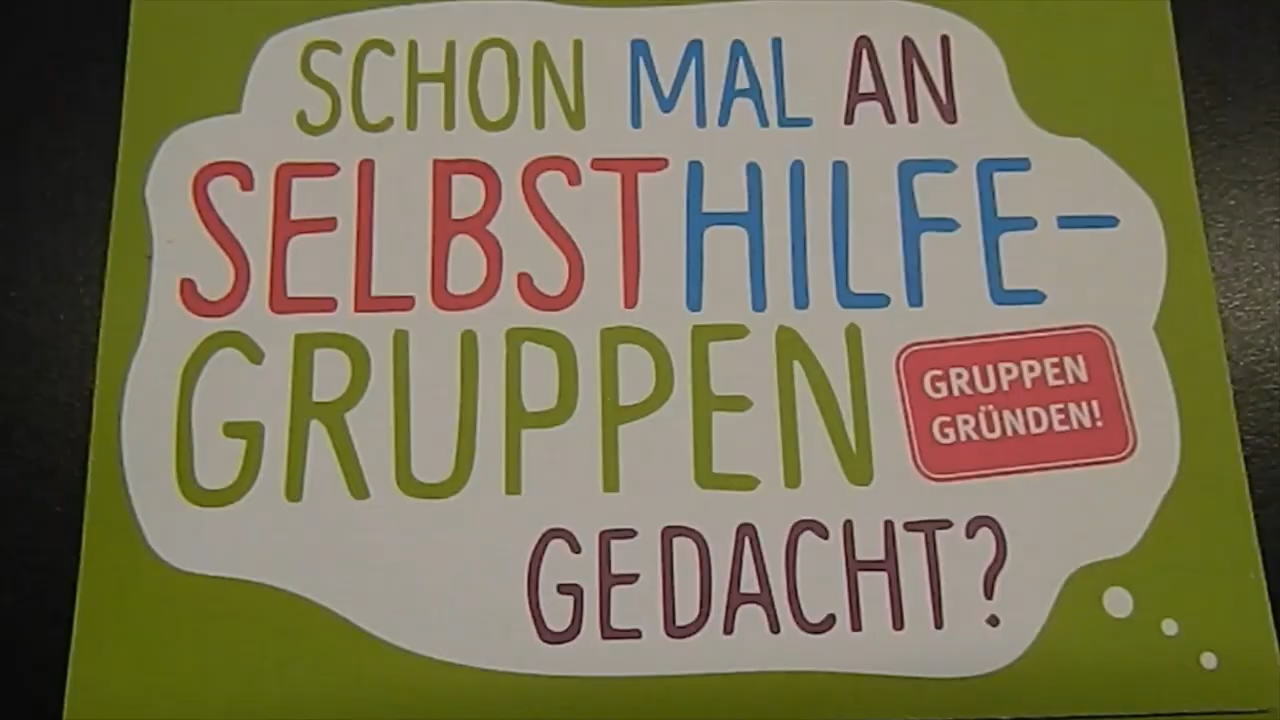 SCHON MAL AN
SELBSTHILFE-
GRUPPEN
GRUPPEN
GRÜNDEN!
GEDACHT?